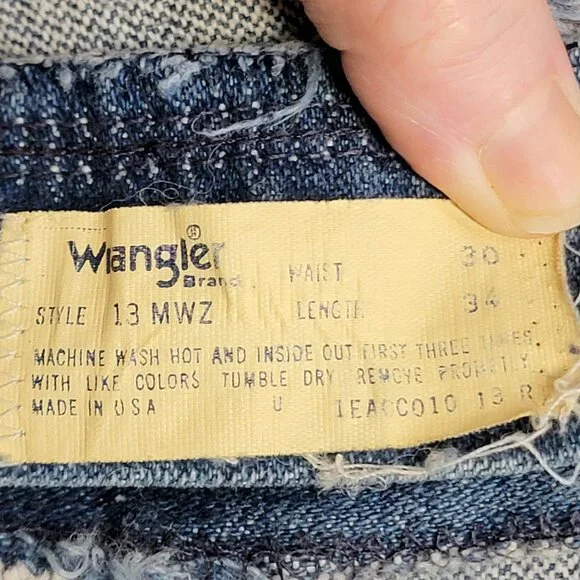 Wrangler®
Brand
WAIST 30
STYLE 13 MWZ LENGTH 34
MACHINE WASH HOT AND INSIDE OUT FIRST THREE TIMES
WITH LIKE COLORS TUMBLE DRY REMOVE PROMPTLY
MADE IN USA U 13 R